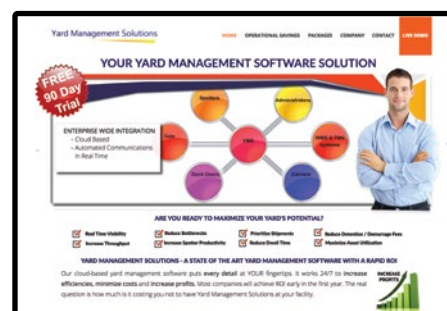 Yard Management Solutions
HOME OPERATIONAL SAVINGS PACKAGES COMPANY CONTACT LIVE DEMO
YOUR YARD MANAGEMENT SOFTWARE SOLUTION
FREE
90 Day
Trial
Spotters
Administrators
ENTERPRISE WIDE INTEGRATION
- Cloud Based
- Automated Communications
in Real Time
YMS
WMS & TMS
Systems
Dock Doors
Carriers
ARE YOU READY TO MAXIMIZE YOUR YARD'S POTENTIAL?
Real Time Visibility Reduce Bottlenecks Prioritize Shipments Reduce Detention / Demurrage Fees
Increase Throughput Increase Spotter Productivity Reduce Dwell Time Maximize Asset Utilization
YARD MANAGEMENT SOLUTIONS - A STATE OF THE ART YARD MANAGEMENT SOFTWARE WITH A RAPID ROI
Our cloud-based yard management software puts every detail at YOUR fingertips. It works 24/7 to increase
efficiencies, minimize costs and increase profits. Most companies will achieve ROI early in the first year. The real
question is how much is it costing you not to have Yard Management Solutions at your facility.
INCREASE
PROFITS